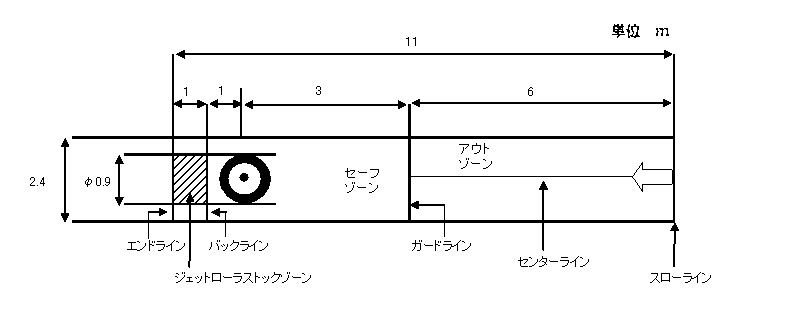 単位 m
11
1
1
3
6
アウト
ゾーン
セーフ
ゾーン
2.4
φ0.9
エンドライン
バックライン
ガードライン
センターライン
ジェットローラストックゾーン
スローライン